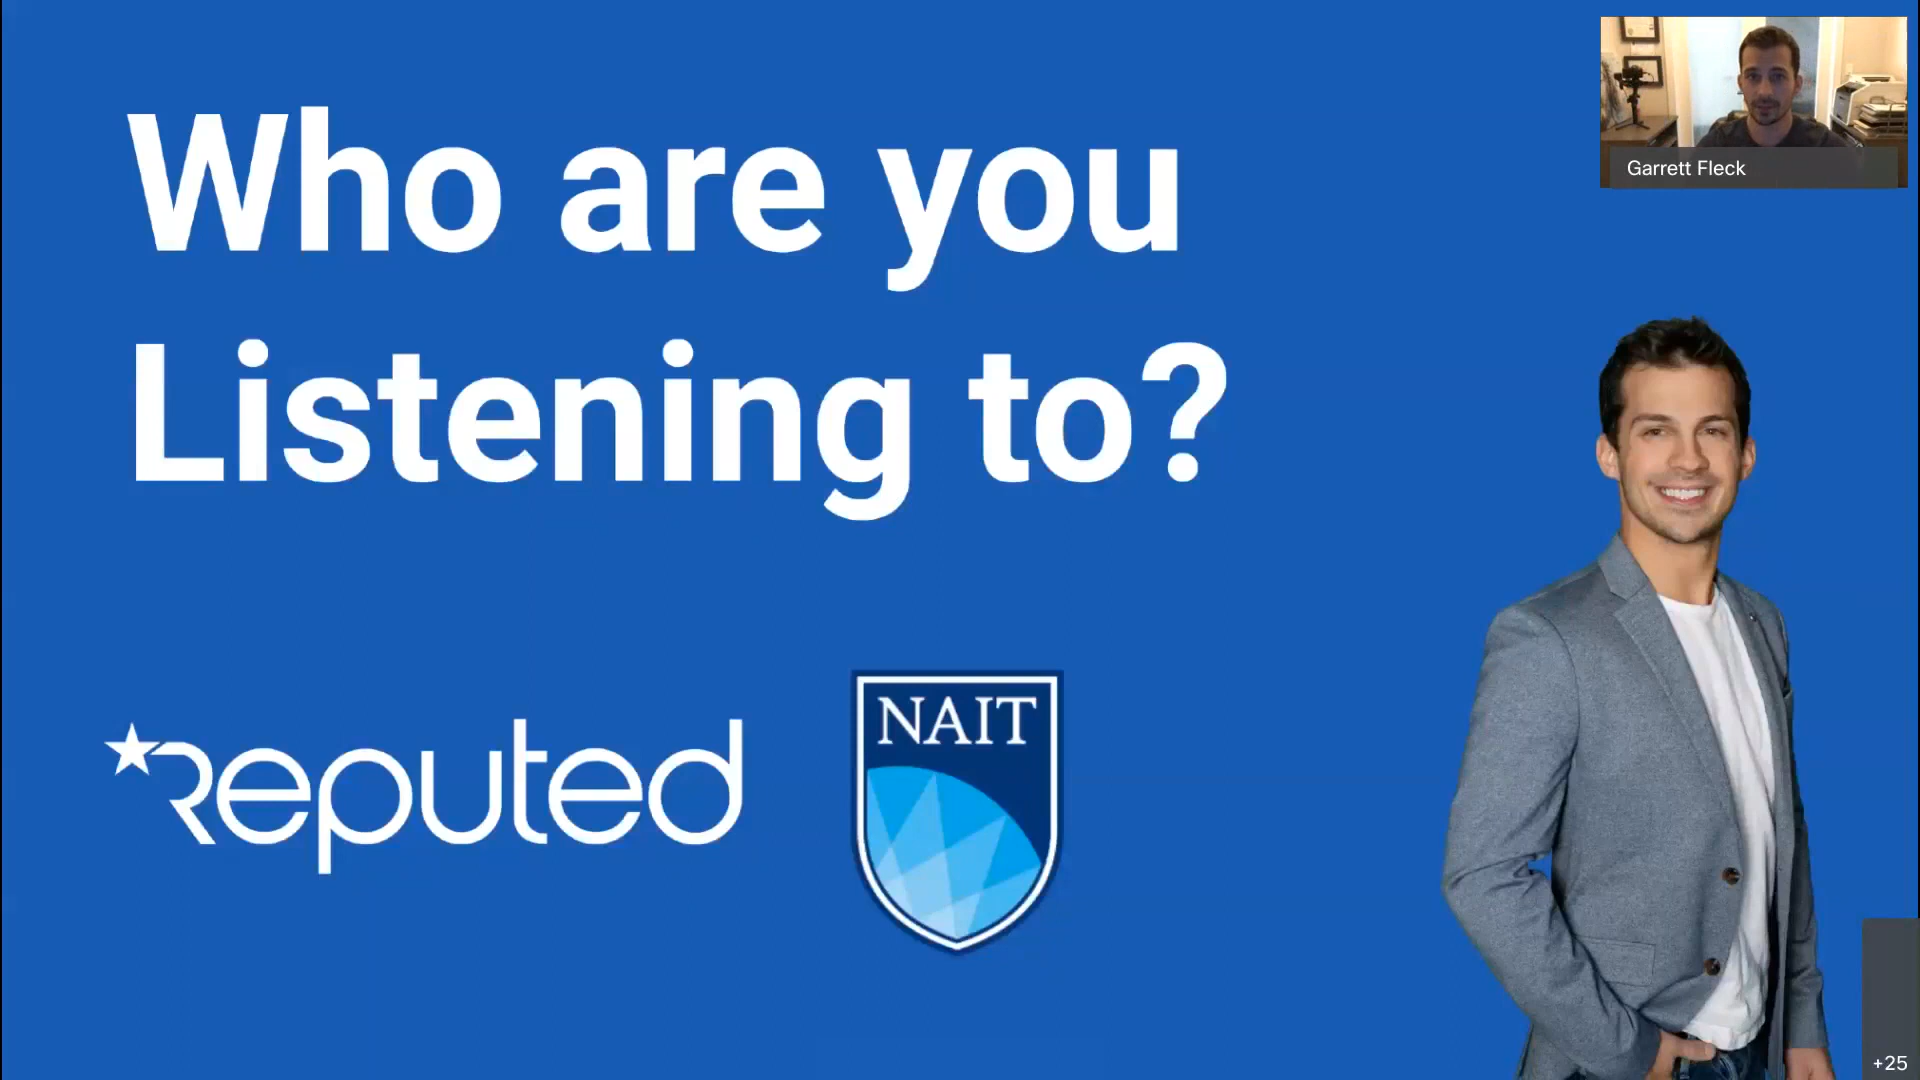 Who are you
Listening to?
Reputed
NAIT
Garrett Fleck
+25